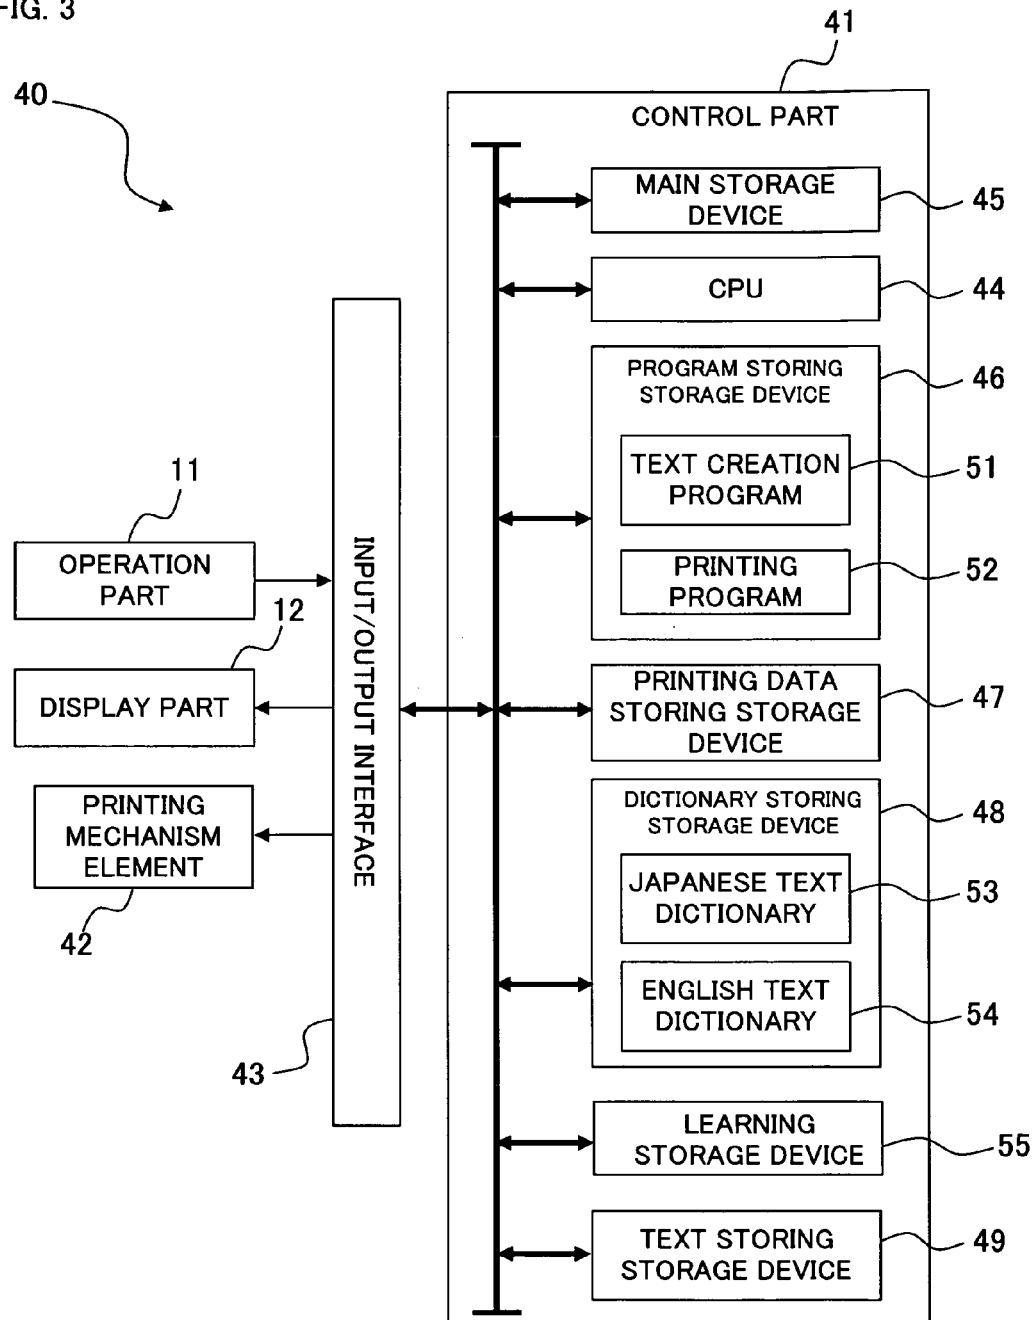 FIG. 3
40
41
CONTROL PART
MAIN STORAGE
DEVICE
45
CPU
44
PROGRAM STORING
STORAGE DEVICE
46
TEXT CREATION
PROGRAM
51
PRINTING
PROGRAM
52
11
OPERATION
PART
12
DISPLAY PART
PRINTING
MECHANISM
ELEMENT
42
INPUT/OUTPUT INTERFACE
43
PRINTING DATA
STORING STORAGE
DEVICE
47
DICTIONARY STORING
STORAGE DEVICE
48
JAPANESE TEXT
DICTIONARY
53
ENGLISH TEXT
DICTIONARY
54
LEARNING
STORAGE DEVICE
55
TEXT STORING
STORAGE DEVICE
49